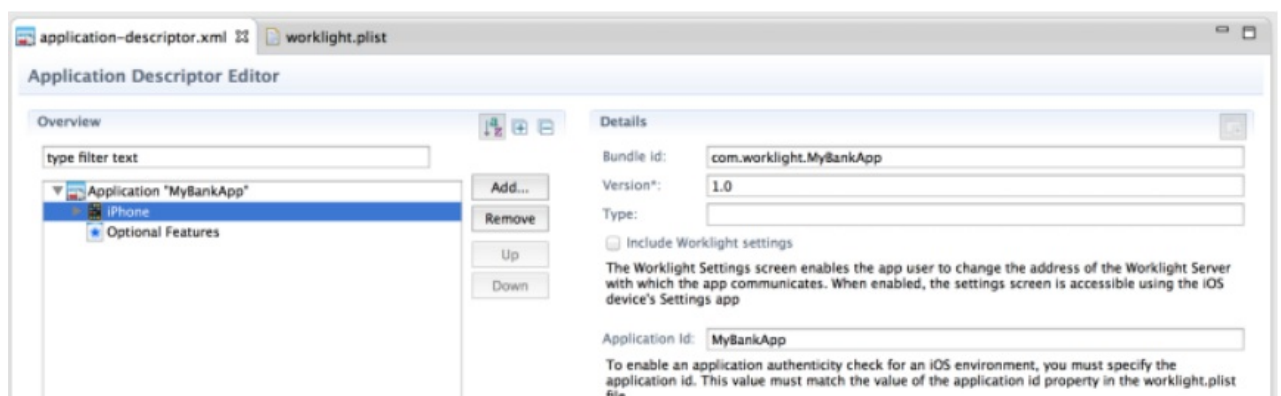 application-descriptor.xml worklight.plist
Application Descriptor Editor
Overview
type filter text
Application "MyBankApp"
iPhone
Optional Features
Add...
Remove
Up
Down
Details
Bundle id: com.worklight.MyBankApp
Version*: 1.0
Type:
Include Worklight settings
The Worklight Settings screen enables the app user to change the address of the Worklight Server
with which the app communicates. When enabled, the settings screen is accessible using the iOS
device's Settings app
Application Id: MyBankApp
To enable an application authenticity check for an iOS environment, you must specify the
application id. This value must match the value of the application id property in the worklight.plist
file